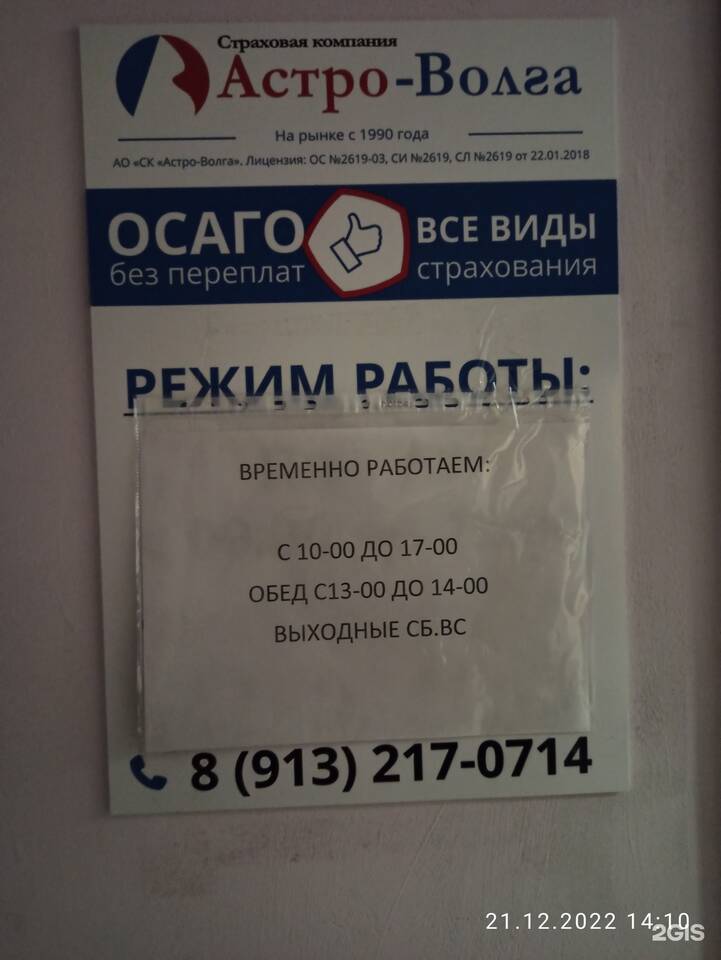 Страховая компания
Астро-Волга
На рынке с 1990 года
АО «СК «Астро-Волга». Лицензия: ОС №2619-03, СИ №2619, СЛ №2619 от 22.01.2018
ОСАГО
без переплат
ВСЕ ВИДЫ
страхования
РЕЖИМ РАБОТЫ:
ВРЕМЕННО РАБОТАЕМ:
С 10-00 ДО 17-00
ОБЕД С13-00 ДО 14-00
ВЫХОДНЫЕ СБ.ВС
8 (913) 217-0714
21.12.2022 14:10
2GIS